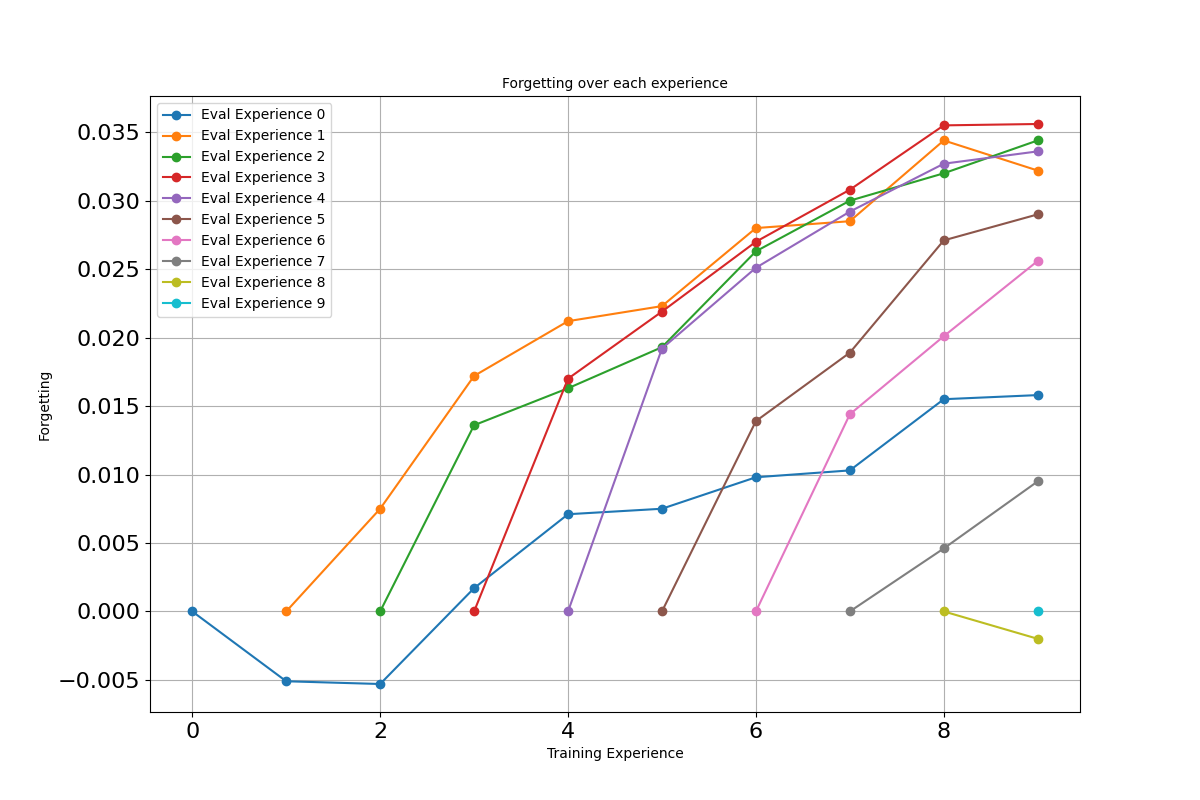 Forgetting over each experience
Eval Experience 0
Eval Experience 1
Eval Experience 2
Eval Experience 3
Eval Experience 4
Eval Experience 5
Eval Experience 6
Eval Experience 7
Eval Experience 8
Eval Experience 9
0.035
0.030
0.025
0.020
0.015
0.010
0.005
0.000
−0.005
Forgetting
0 2 4 6 8
Training Experience